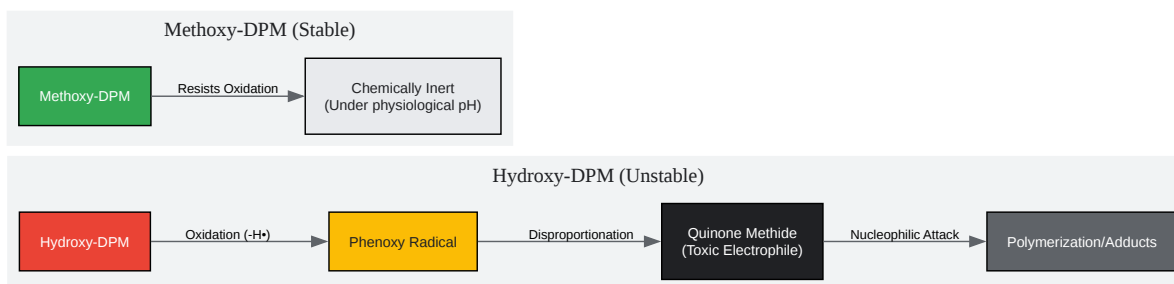 Methoxy-DPM (Stable)
Methoxy-DPM
Resists Oxidation
Chemically Inert
(Under physiological pH)
Hydroxy-DPM (Unstable)
Hydroxy-DPM
Oxidation (-H•)
Phenoxy Radical
Disproportionation
Quinone Methide
(Toxic Electrophile)
Nucleophilic Attack
Polymerization/Adducts